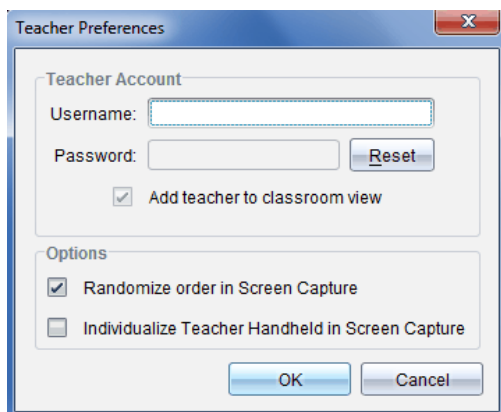 Teacher Preferences
Teacher Account
Username:
Password: Reset
Add teacher to classroom view
Options
Randomize order in Screen Capture
Individualize Teacher Handheld in Screen Capture
OK Cancel